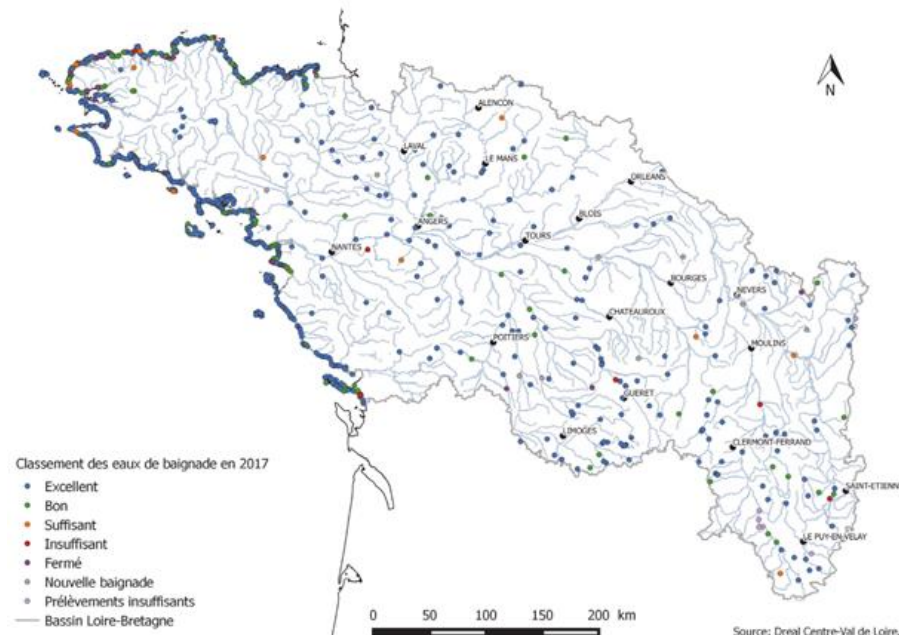 N
ALENCON
LAVAL
LE MANS
ORLEANS
ANGERS
BLOIS
TOURS
NANTES
BOURGES
NEVERS
CHATEAUROUX
POITIERS
MOULINS
GUERET
LIMOGES
CLERMONT-FERRAND
SAINT-ETIENN
LE PUY-EN-VELAY
Classement des eaux de baignade en 2017
Excellent
Bon
Suffisant
Insuffisant
Fermé
Nouvelle baignade
Prélèvements insuffisants
Bassin Loire-Bretagne
0 50 100 150 200 km
Source: Dreal Centre-Val de Loire,